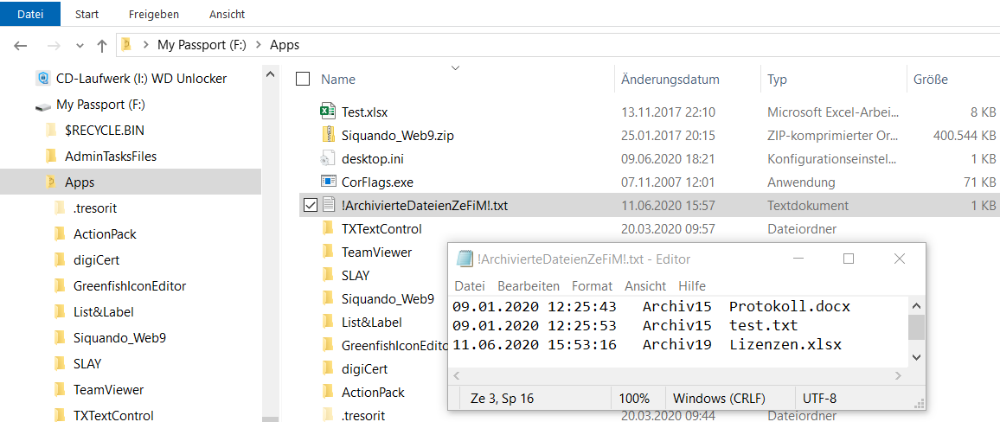 Datei Start Freigeben Ansicht
My Passport (F:) Apps
CD-Laufwerk (I:) WD Unlocker
My Passport (F:)
$RECYCLE.BIN
AdminTasksFiles
Apps
.tresorit
ActionPack
digiCert
GreenfishIconEditor
List&Label
Siquando_Web9
SLAY
TeamViewer
TXTextControl
Name Änderungsdatum Typ Größe
Test.xlsx 13.11.2017 22:10 Microsoft Excel-Arbei... 8 KB
Siquando_Web9.zip 25.01.2017 20:15 ZIP-komprimierter Or... 400.544 KB
desktop.ini 09.06.2020 18:21 Konfigurationseinstel... 1 KB
CorFlags.exe 07.11.2007 12:01 Anwendung 71 KB
!ArchivierteDateienZeFiM!.txt 11.06.2020 15:57 Textdokument 1 KB
TXTextControl 20.03.2020 09:57 Dateiordner
TeamViewer
SLAY
Siquando_Web9
List&Label
GreenfishIconEdito
digiCert
ActionPack
.tresorit 20.03.2020 09:44 Dateiordner
!ArchivierteDateienZeFiM!.txt - Editor
Datei Bearbeiten Format Ansicht Hilfe
09.01.2020 12:25:43 Archiv15 Protokoll.docx
09.01.2020 12:25:53 Archiv15 test.txt
11.06.2020 15:53:16 Archiv19 Lizenzen.xlsx
Ze 3, Sp 16 100% Windows (CRLF) UTF-8